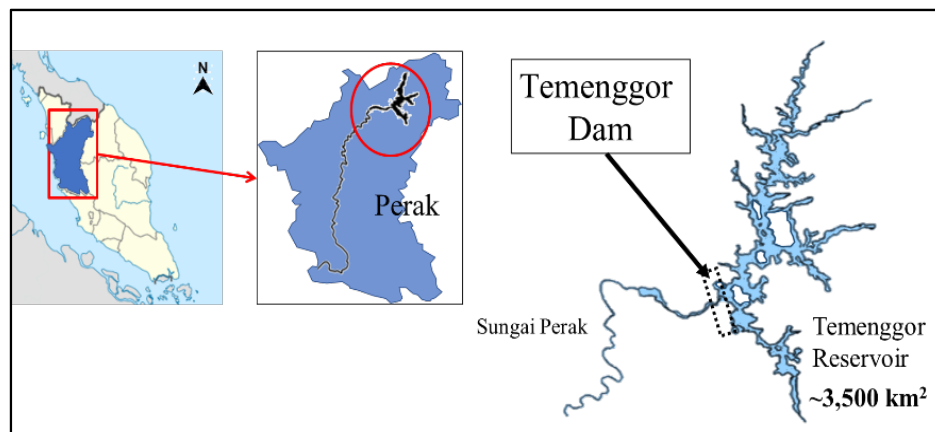 N
Perak
Temenggor
Dam
Sungai Perak
Temenggor
Reservoir
~3,500 km²